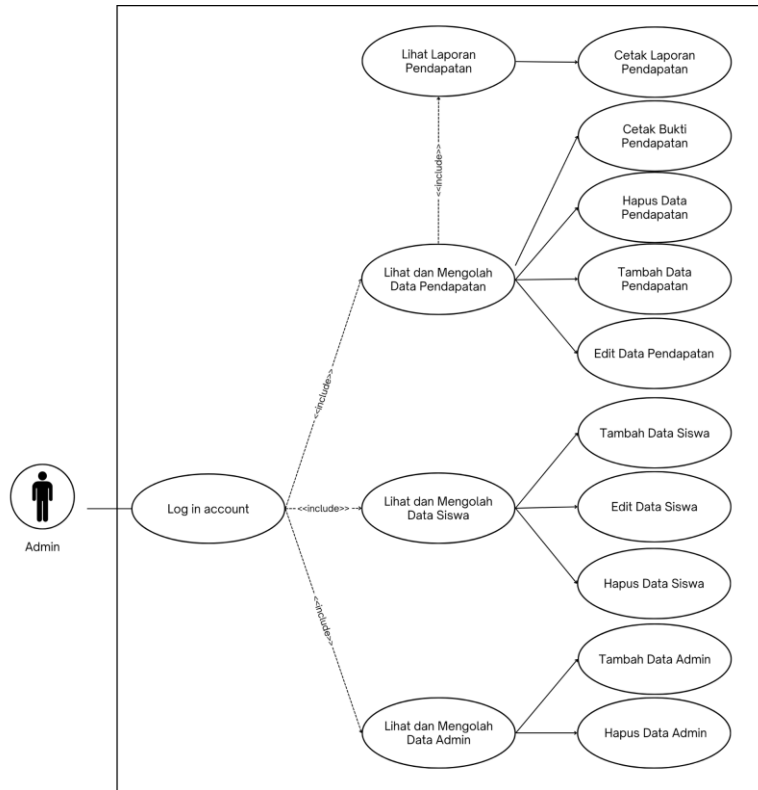 Lihat Laporan
Pendapatan
Cetak Laporan
Pendapatan
Cetak Bukti
Pendapatan
<<include>>
Hapus Data
Pendapatan
Lihat dan Mengolah
Data Pendapatan
Tambah Data
Pendapatan
Edit Data Pendapatan
<<include>>
Tambah Data Siswa
Admin
Log in account
<<include>>
Lihat dan Mengolah
Data Siswa
Edit Data Siswa
Hapus Data Siswa
<<include>>
Tambah Data Admin
Lihat dan Mengolah
Data Admin
Hapus Data Admin